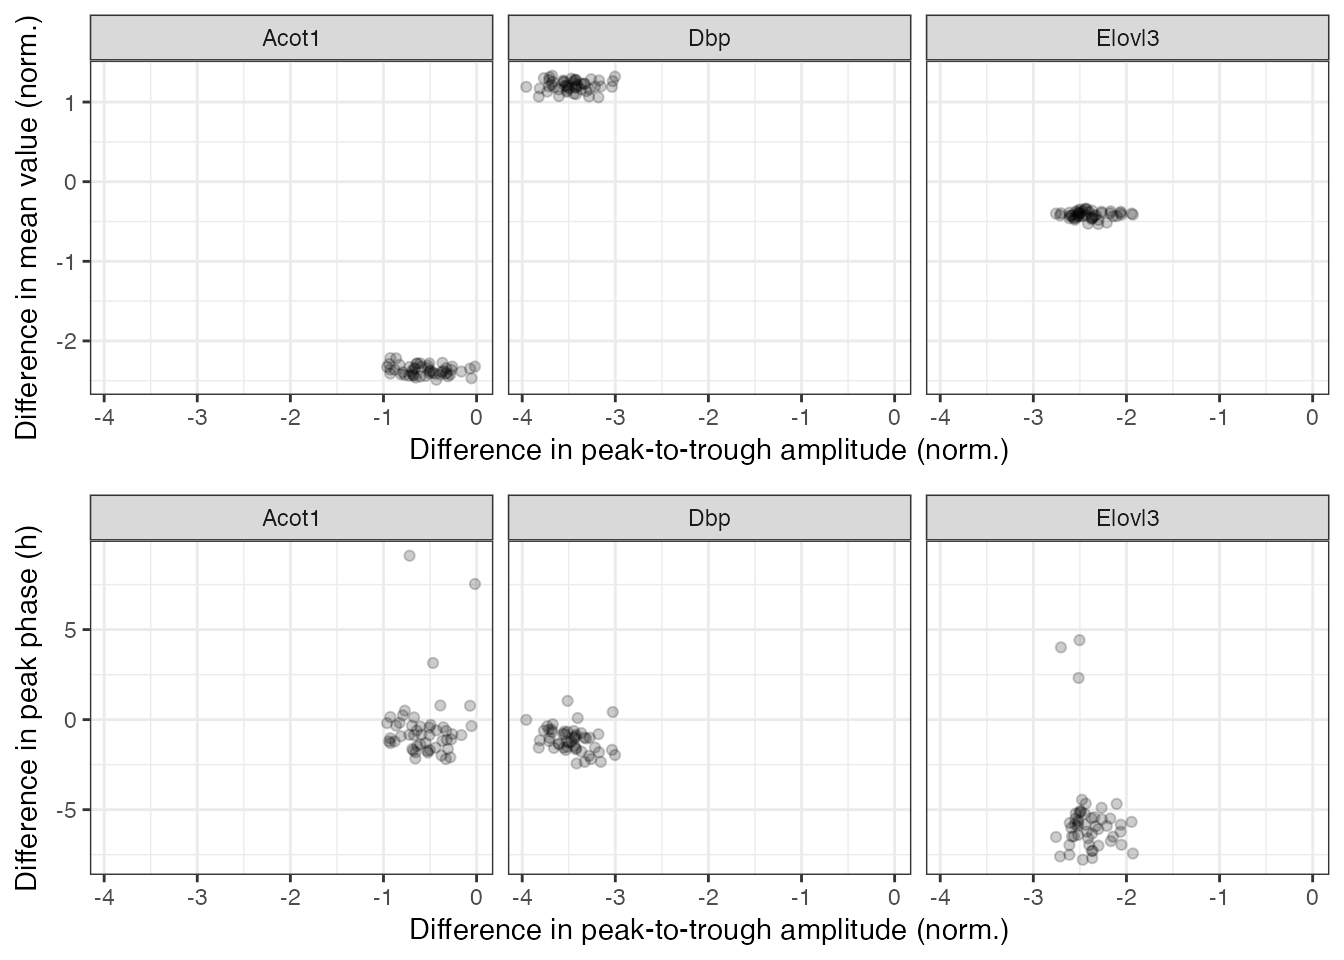 Acot1 Dbp Elovl3
Difference in mean value (norm.)
1
0
-1
-2
-4 -3 -2 -1 0 -4 -3 -2 -1 0 -4 -3 -2 -1 0
Difference in peak-to-trough amplitude (norm.)
Acot1 Dbp Elovl3
Difference in peak phase (h)
5
0
-5
-4 -3 -2 -1 0 -4 -3 -2 -1 0 -4 -3 -2 -1 0
Difference in peak-to-trough amplitude (norm.)